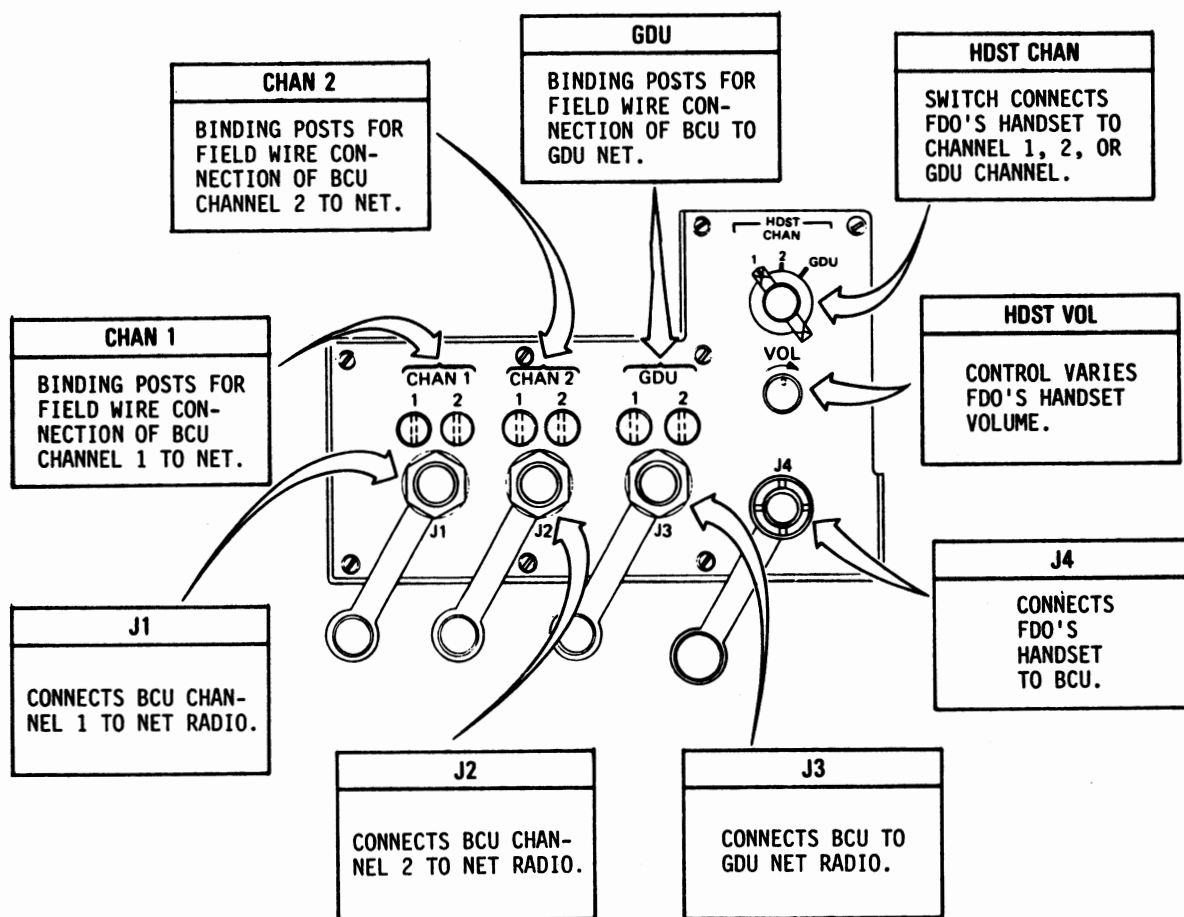 GDU
BINDING POSTS FOR
FIELD WIRE CON-
NECTION OF BCU TO
GDU NET.
HDST CHAN
SWITCH CONNECTS
FDO'S HANDSET TO
CHANNEL 1, 2, OR
GDU CHANNEL.
CHAN 2
BINDING POSTS FOR
FIELD WIRE CON-
NECTION OF BCU
CHANNEL 2 TO NET.
HDST
CHAN
1 2 GDU
CHAN 1
BINDING POSTS FOR
FIELD WIRE CON-
NECTION OF BCU
CHANNEL 1 TO NET.
HDST VOL
CONTROL VARIES
FDO'S HANDSET
VOLUME.
VOL
CHAN 1 CHAN 2 GDU
1 2 1 2 1 2
J4
J1 J2 J3
J4
CONNECTS
FDO'S
HANDSET
TO BCU.
J1
CONNECTS BCU CHAN-
NEL 1 TO NET RADIO.
J2
CONNECTS BCU CHAN-
NEL 2 TO NET RADIO.
J3
CONNECTS BCU TO
GDU NET RADIO.